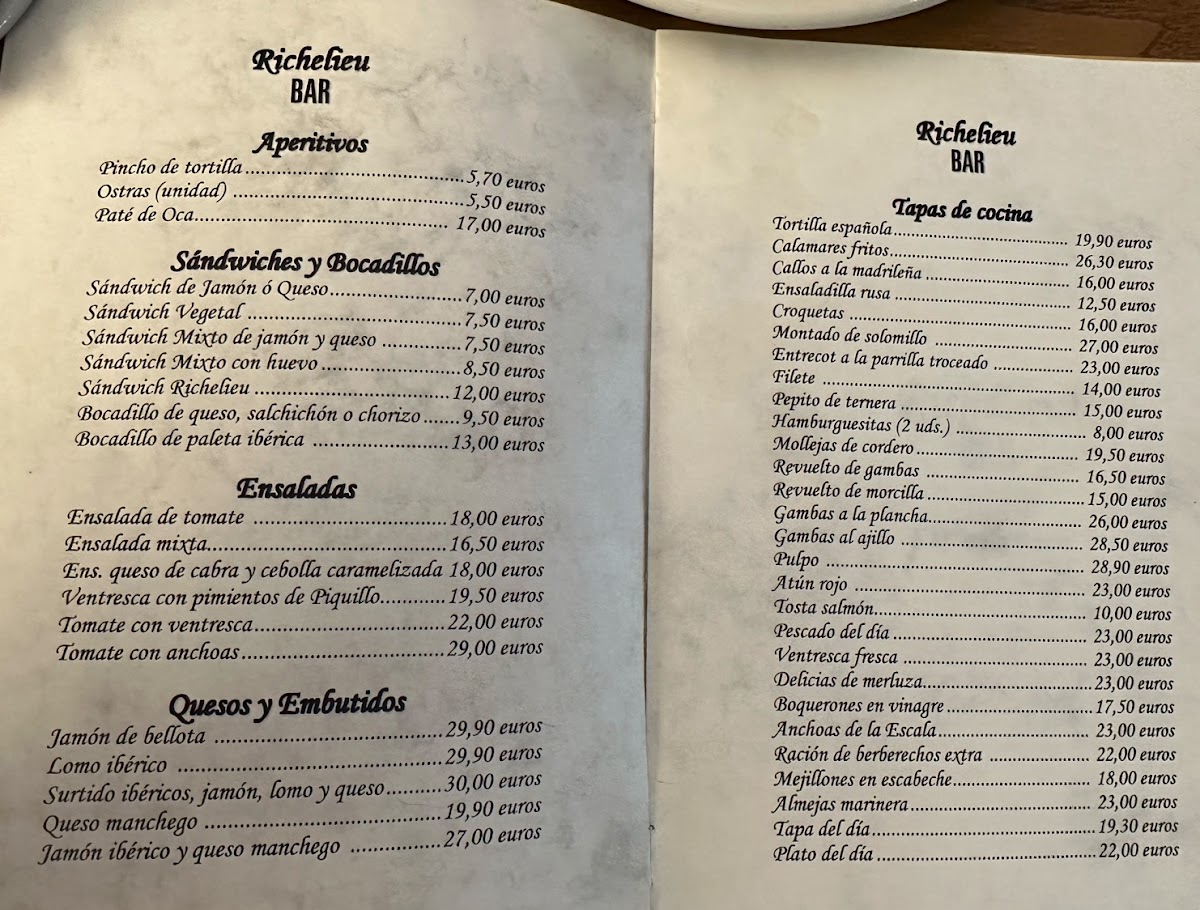 Richelieu
BAR
Aperitivos
Pincho de tortilla ........ 5,70 euros
Ostras (unidad) ........ 5,50 euros
Paté de Oca ........ 17,00 euros
Sándwiches y Bocadillos
Sándwich de Jamón ó Queso ........ 7,00 euros
Sándwich Vegetal ........ 7,50 euros
Sándwich Mixto de jamón y queso ........ 7,50 euros
Sándwich Mixto con huevo ........ 8,50 euros
Sándwich Richelieu ........ 12,00 euros
Bocadillo de queso, salchichón o chorizo ........ 9,50 euros
Bocadillo de paleta ibérica ........ 13,00 euros
Ensaladas
Ensalada de tomate ........ 18,00 euros
Ensalada mixta ........ 16,50 euros
Ens. queso de cabra y cebolla caramelizada 18,00 euros
Ventresca con pimientos de Piquillo ........ 19,50 euros
Tomate con ventresca ........ 22,00 euros
Tomate con anchoas ........ 29,00 euros
Quesos y Embutidos
Jamón de bellota ........ 29,90 euros
Lomo ibérico ........ 29,90 euros
Surtido ibéricos, jamón, lomo y queso ........ 30,00 euros
Queso manchego ........ 19,90 euros
Jamón ibérico y queso manchego ........ 27,00 euros
Richelieu
BAR
Tapas de cocina
Tortilla española ........ 19,90 euros
Calamares fritos ........ 26,30 euros
Callos a la madrileña ........ 16,00 euros
Ensaladilla rusa ........ 12,50 euros
Croquetas ........ 16,00 euros
Montado de solomillo ........ 27,00 euros
Entrecot a la parrilla troceado ........ 23,00 euros
Filete ........ 14,00 euros
Pepito de ternera ........ 15,00 euros
Hamburguesitas (2 uds.) ........ 8,00 euros
Mollejas de cordero ........ 19,50 euros
Revuelto de gambas ........ 16,50 euros
Revuelto de morcilla ........ 15,00 euros
Gambas a la plancha ........ 26,00 euros
Gambas al ajillo ........ 28,50 euros
Pulpo ........ 28,90 euros
Atún rojo ........ 23,00 euros
Tosta salmón ........ 10,00 euros
Pescado del día ........ 23,00 euros
Ventresca fresca ........ 23,00 euros
Delicias de merluza ........ 23,00 euros
Boquerones en vinagre ........ 17,50 euros
Anchoas de la Escala ........ 23,00 euros
Ración de berberechos extra ........ 22,00 euros
Mejillones en escabeche ........ 18,00 euros
Almejas marinera ........ 23,00 euros
Tapa del día ........ 19,30 euros
Plato del día ........ 22,00 euros